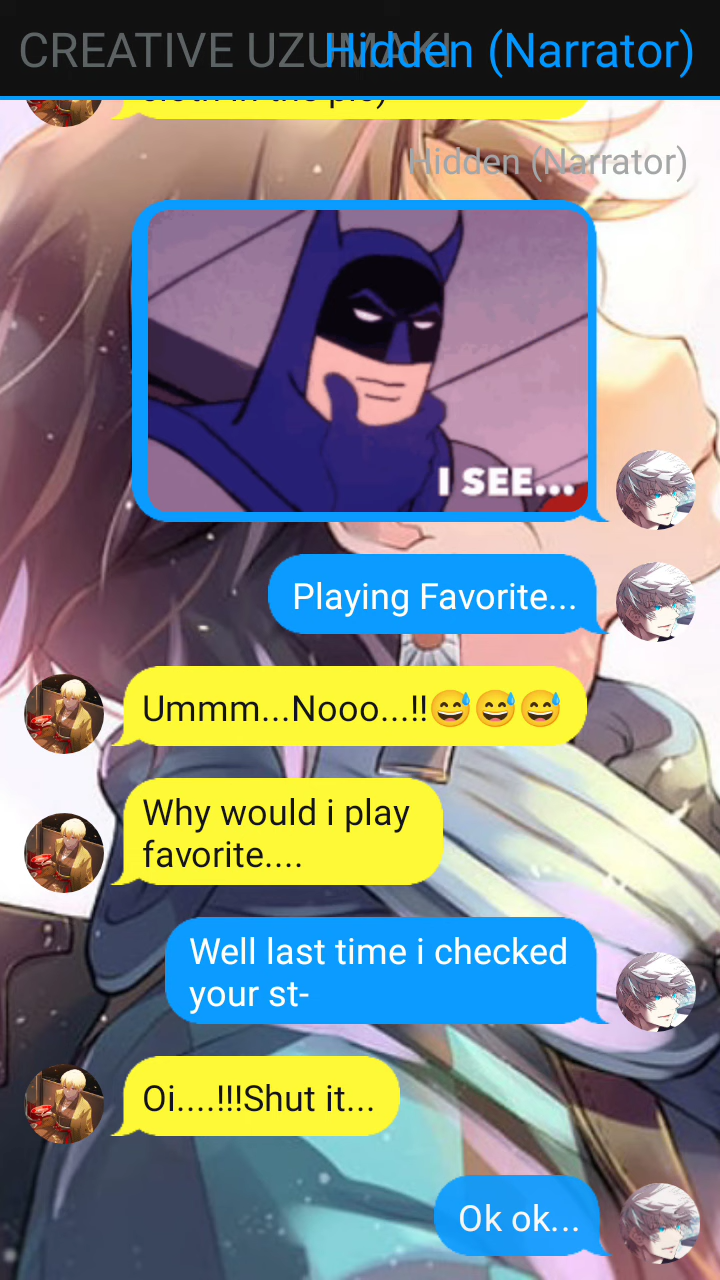 CREATIVE UZUMAKI
Hidden (Narrator)
Hidden (Narrator)
I SEE...
Playing Favorite...
Ummm...Nooo...!!😅😅😅
Why would i play
favorite....
Well last time i checked
your st-
Oi....!!!Shut it...
Ok ok...